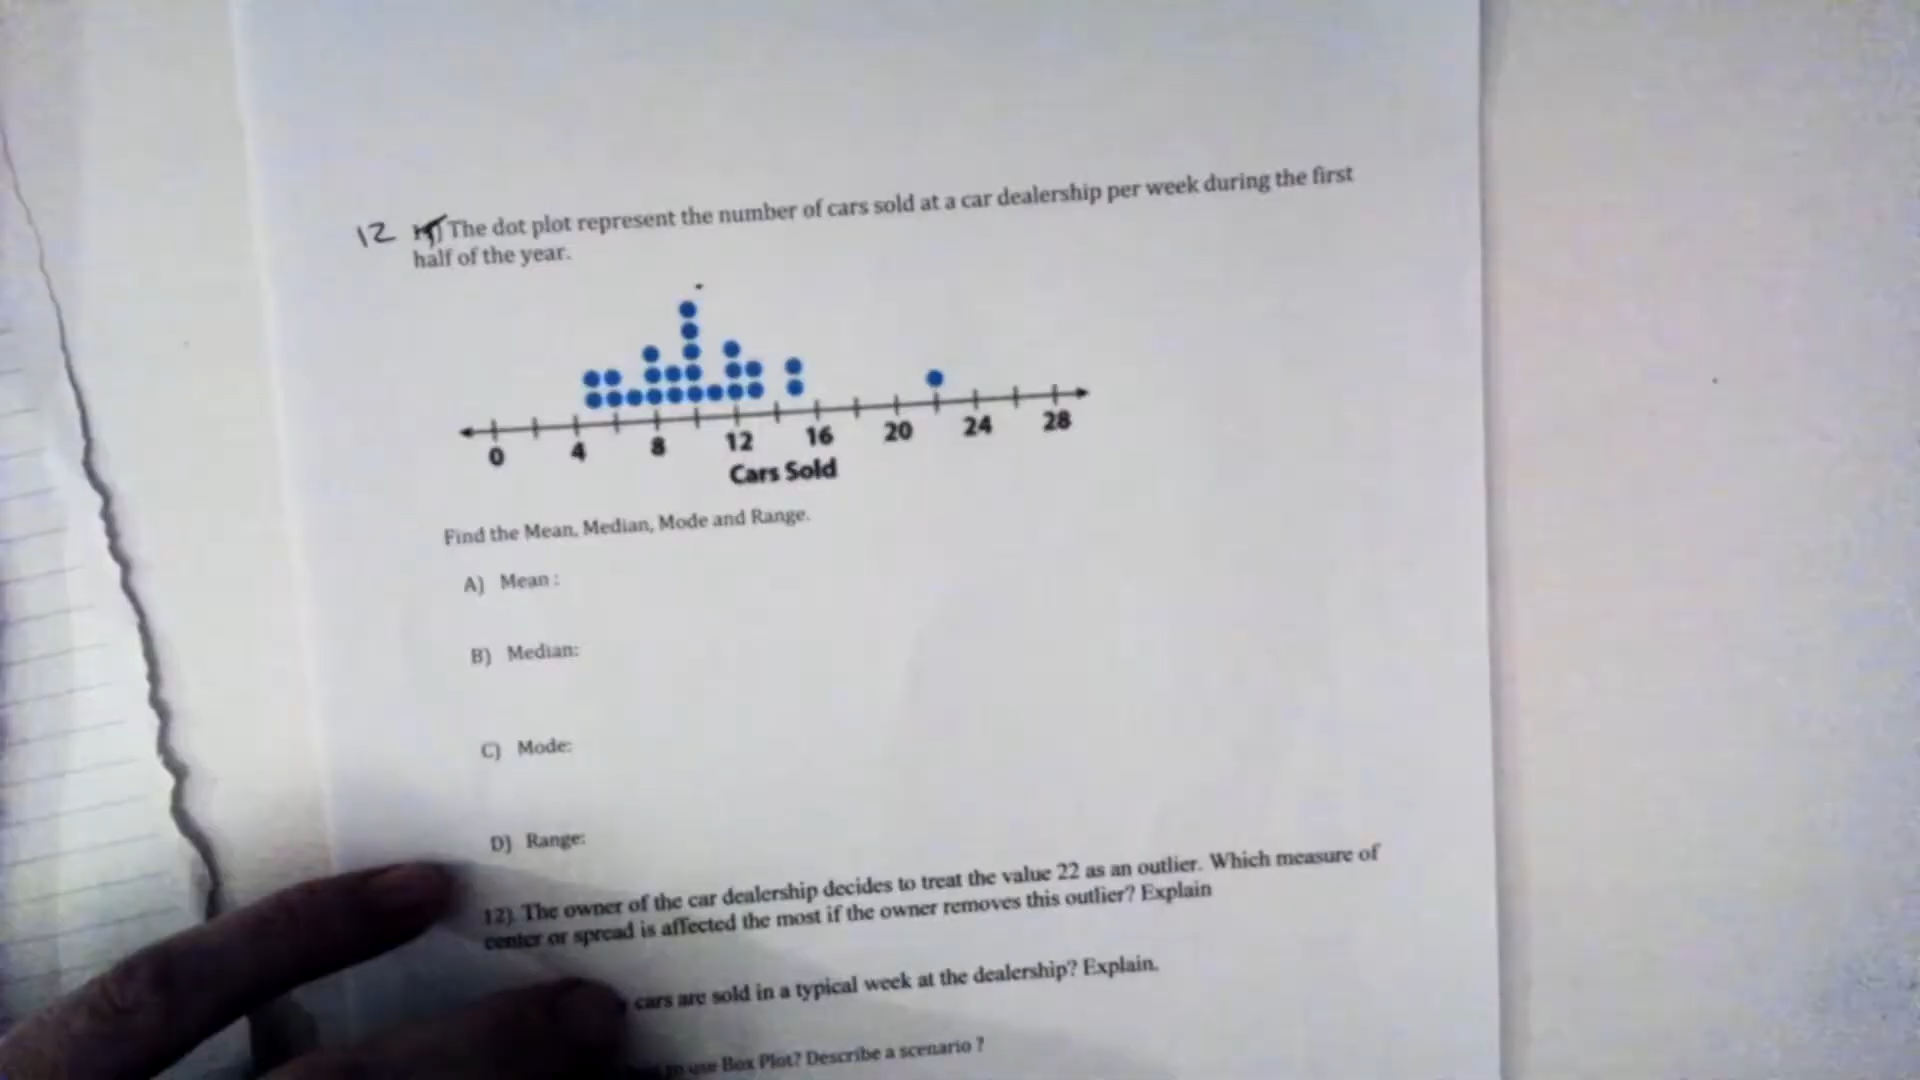 12 The dot plot represent the number of cars sold at a car dealership per week during the first
half of the year.
0 4 8 12 16 20 24 28
Cars Sold
Find the Mean, Median, Mode and Range.
A) Mean :
B) Median:
C) Mode:
D) Range:
12). The owner of the car dealership decides to treat the value 22 as an outlier. Which measure of
center or spread is affected the most if the owner removes this outlier? Explain
cars are sold in a typical week at the dealership? Explain.
to use Box Plot? Describe a scenario ?